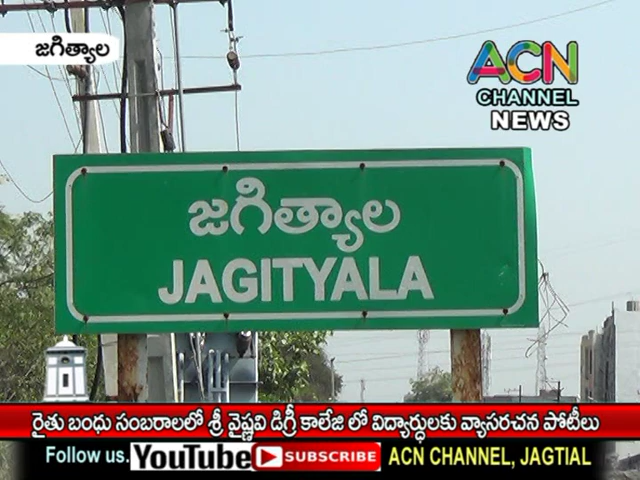 జగిత్యాల
ACN
CHANNEL
NEWS
జగిత్యాల
JAGITYALA
రైతు బంధు సంబరాలలో శ్రీ వైష్ణవి డిగ్రీ కాలేజి లో విద్యార్ధులకు వ్యాసరచన పోటీలు
Follow us. YouTube SUBSCRIBE ACN CHANNEL, JAGTIAL